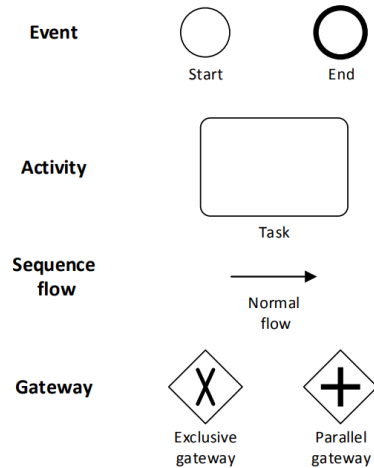 Event
Start
End
Activity
Task
Sequence
flow
Normal
flow
Gateway
Exclusive
gateway
Parallel
gateway